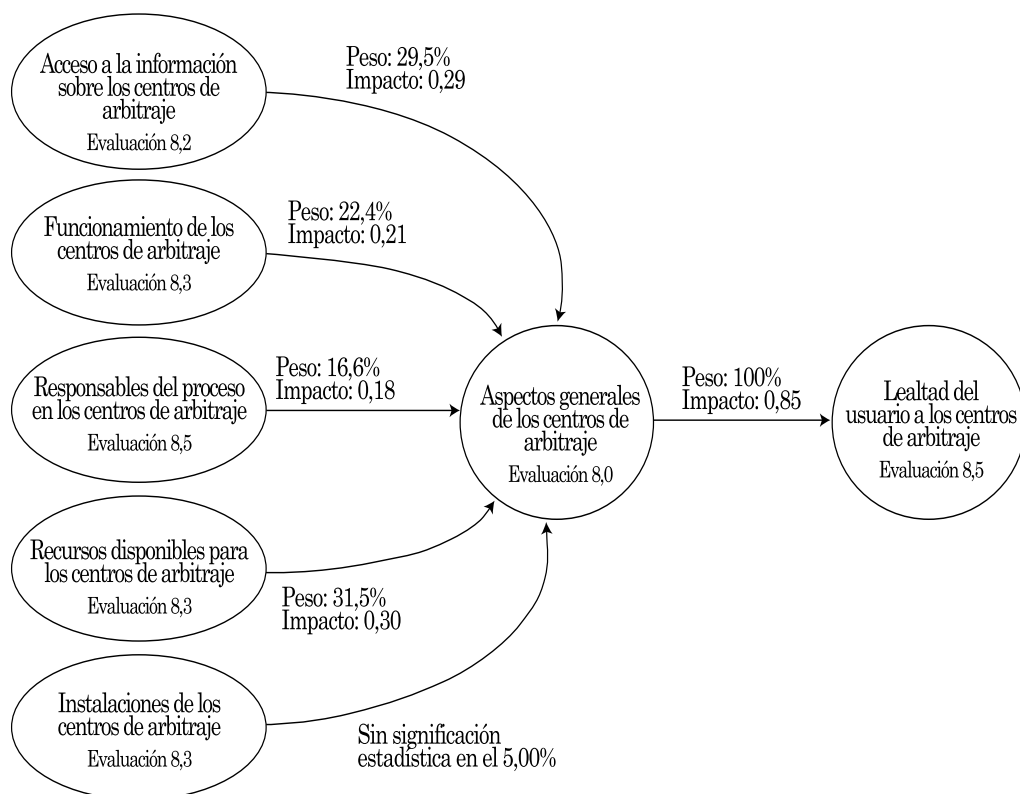 Acceso a la información
sobre los centros de
arbitraje
Evaluación 8,2
Peso: 29,5%
Impacto: 0,29
Funcionamiento de los
centros de arbitraje
Evaluación 8,3
Peso: 22,4%
Impacto: 0,21
Responsables del proceso
en los centros de arbitraje
Evaluación 8,5
Peso: 16,6%
Impacto: 0,18
Aspectos generales
de los centros de
arbitraje
Evaluación 8,0
Peso: 100%
Impacto: 0,85
Lealtad del
usuario a los centros
de arbitraje
Evaluación 8,5
Recursos disponibles para
los centros de arbitraje
Evaluación 8,3
Peso: 31,5%
Impacto: 0,30
Instalaciones de los
centros de arbitraje
Evaluación 8,3
Sin significación
estadística en el 5,00%